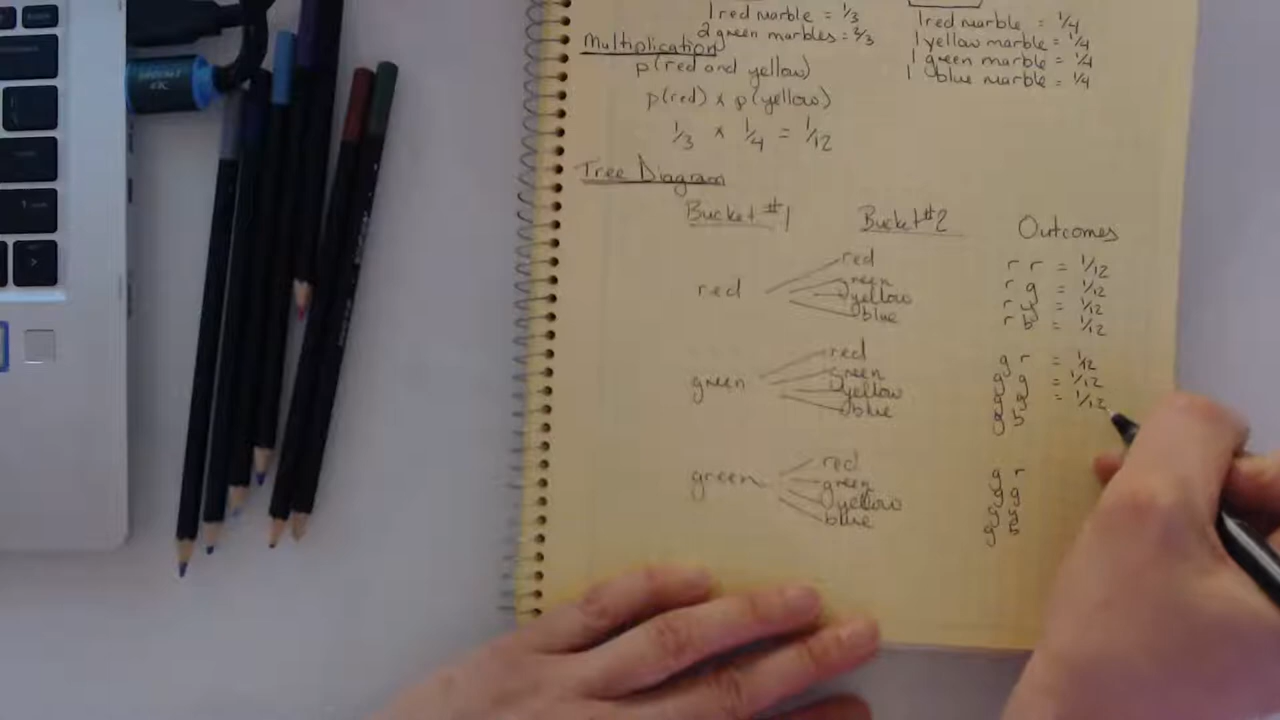 1 red marble = 1/3
2 green marbles = 2/3
1 red marble = 1/4
1 yellow marble = 1/4
1 green marble = 1/4
1 blue marble = 1/4
Multiplication
p(red and yellow)
p(red) x p(yellow)
1/3 x 1/4 = 1/12
Tree Diagram
Bucket #1
Bucket #2
Outcomes
red
red
green
yellow
blue
r r = 1/12
r g = 1/12
r y = 1/12
r b = 1/12
green
red
green
yellow
blue
g r = 1/12
g g = 1/12
g y = 1/12
g b
green
red
green
yellow
blue
g r
g g
g y
g b
4K